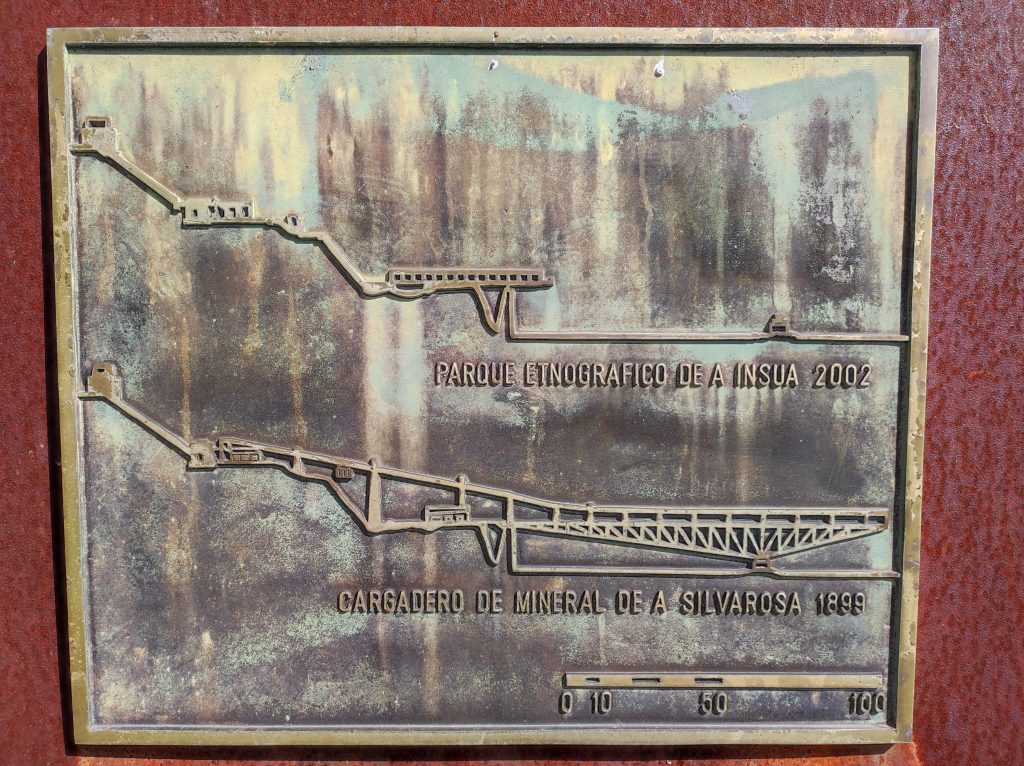 PARQUE ETNOGRAFICO DE A INSUA 2002
CARGADERO DE MINERAL DE A SILVAROSA 1899
0 10 50 100